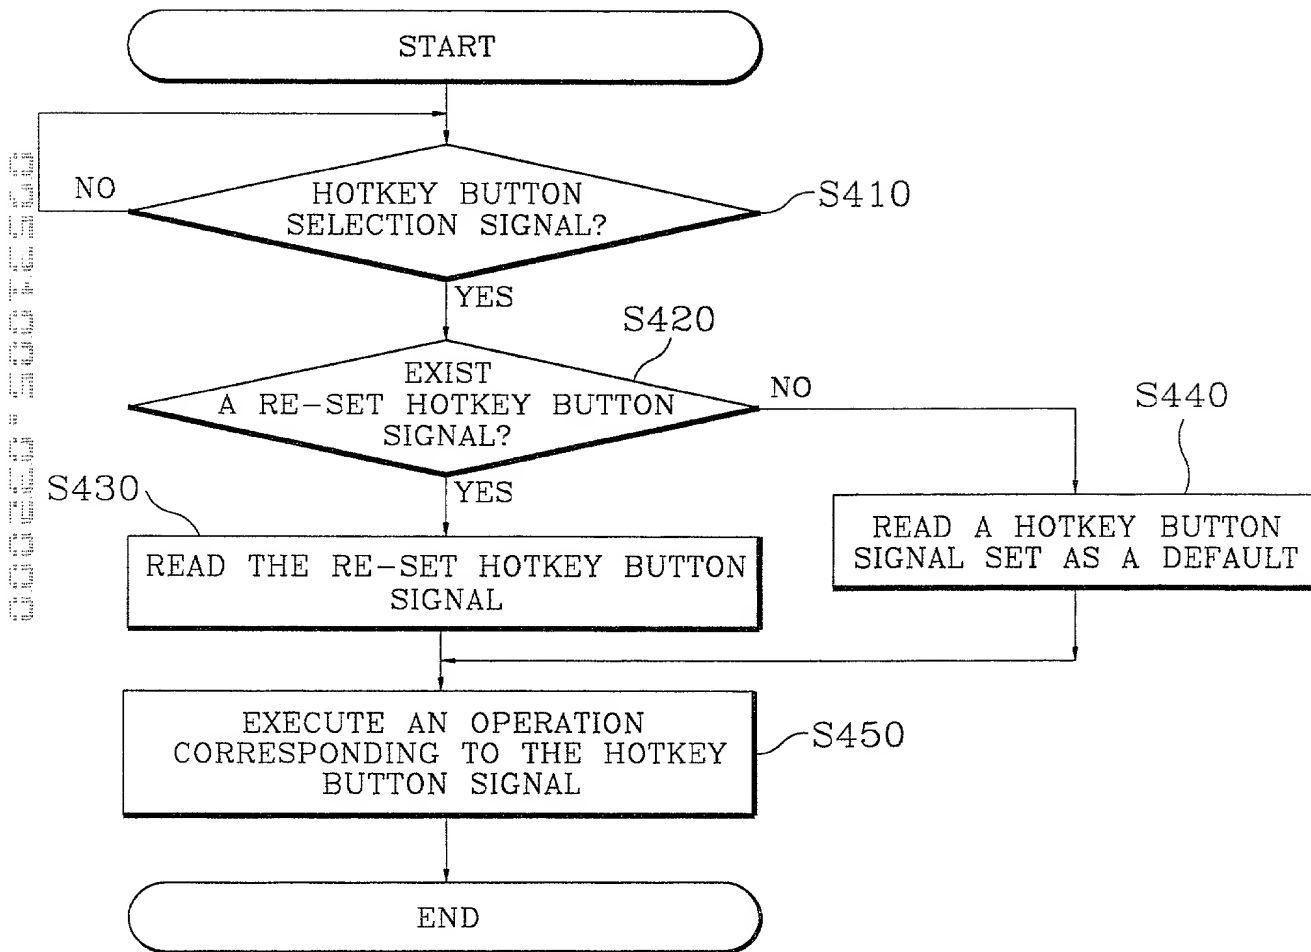 START
NO
HOTKEY BUTTON
SELECTION SIGNAL?
S410
YES
S420
EXIST
A RE-SET HOTKEY BUTTON
SIGNAL?
NO
S440
YES
S430
READ A HOTKEY BUTTON
SIGNAL SET AS A DEFAULT
READ THE RE-SET HOTKEY BUTTON
SIGNAL
EXECUTE AN OPERATION
CORRESPONDING TO THE HOTKEY
BUTTON SIGNAL
S450
END